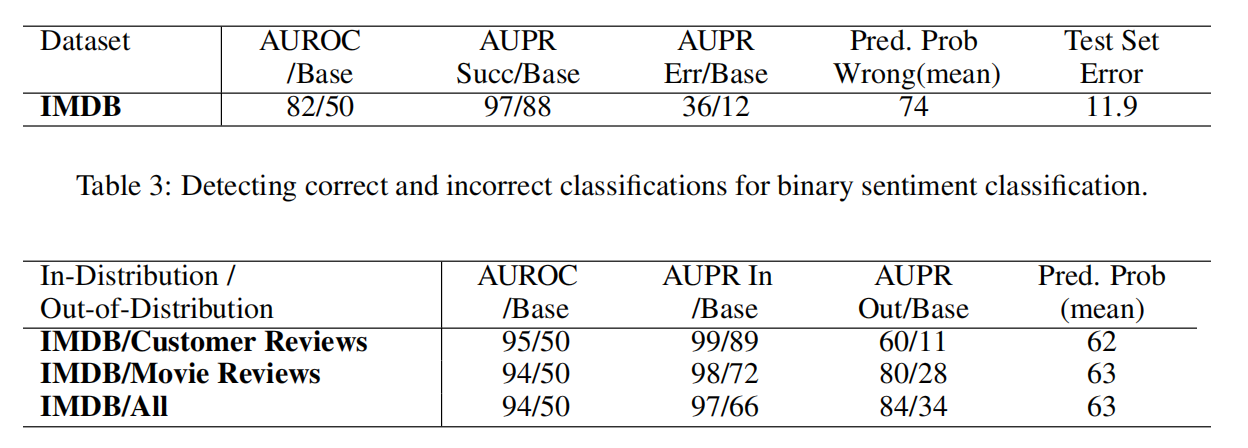 Dataset AUROC AUPR AUPR Pred. Prob Test Set
/Base Succ/Base Err/Base Wrong(mean) Error
IMDB 82/50 97/88 36/12 74 11.9
Table 3: Detecting correct and incorrect classifications for binary sentiment classification.
In-Distribution / AUROC AUPR In AUPR Pred. Prob
Out-of-Distribution /Base /Base Out/Base (mean)
IMDB/Customer Reviews 95/50 99/89 60/11 62
IMDB/Movie Reviews 94/50 98/72 80/28 63
IMDB/All 94/50 97/66 84/34 63